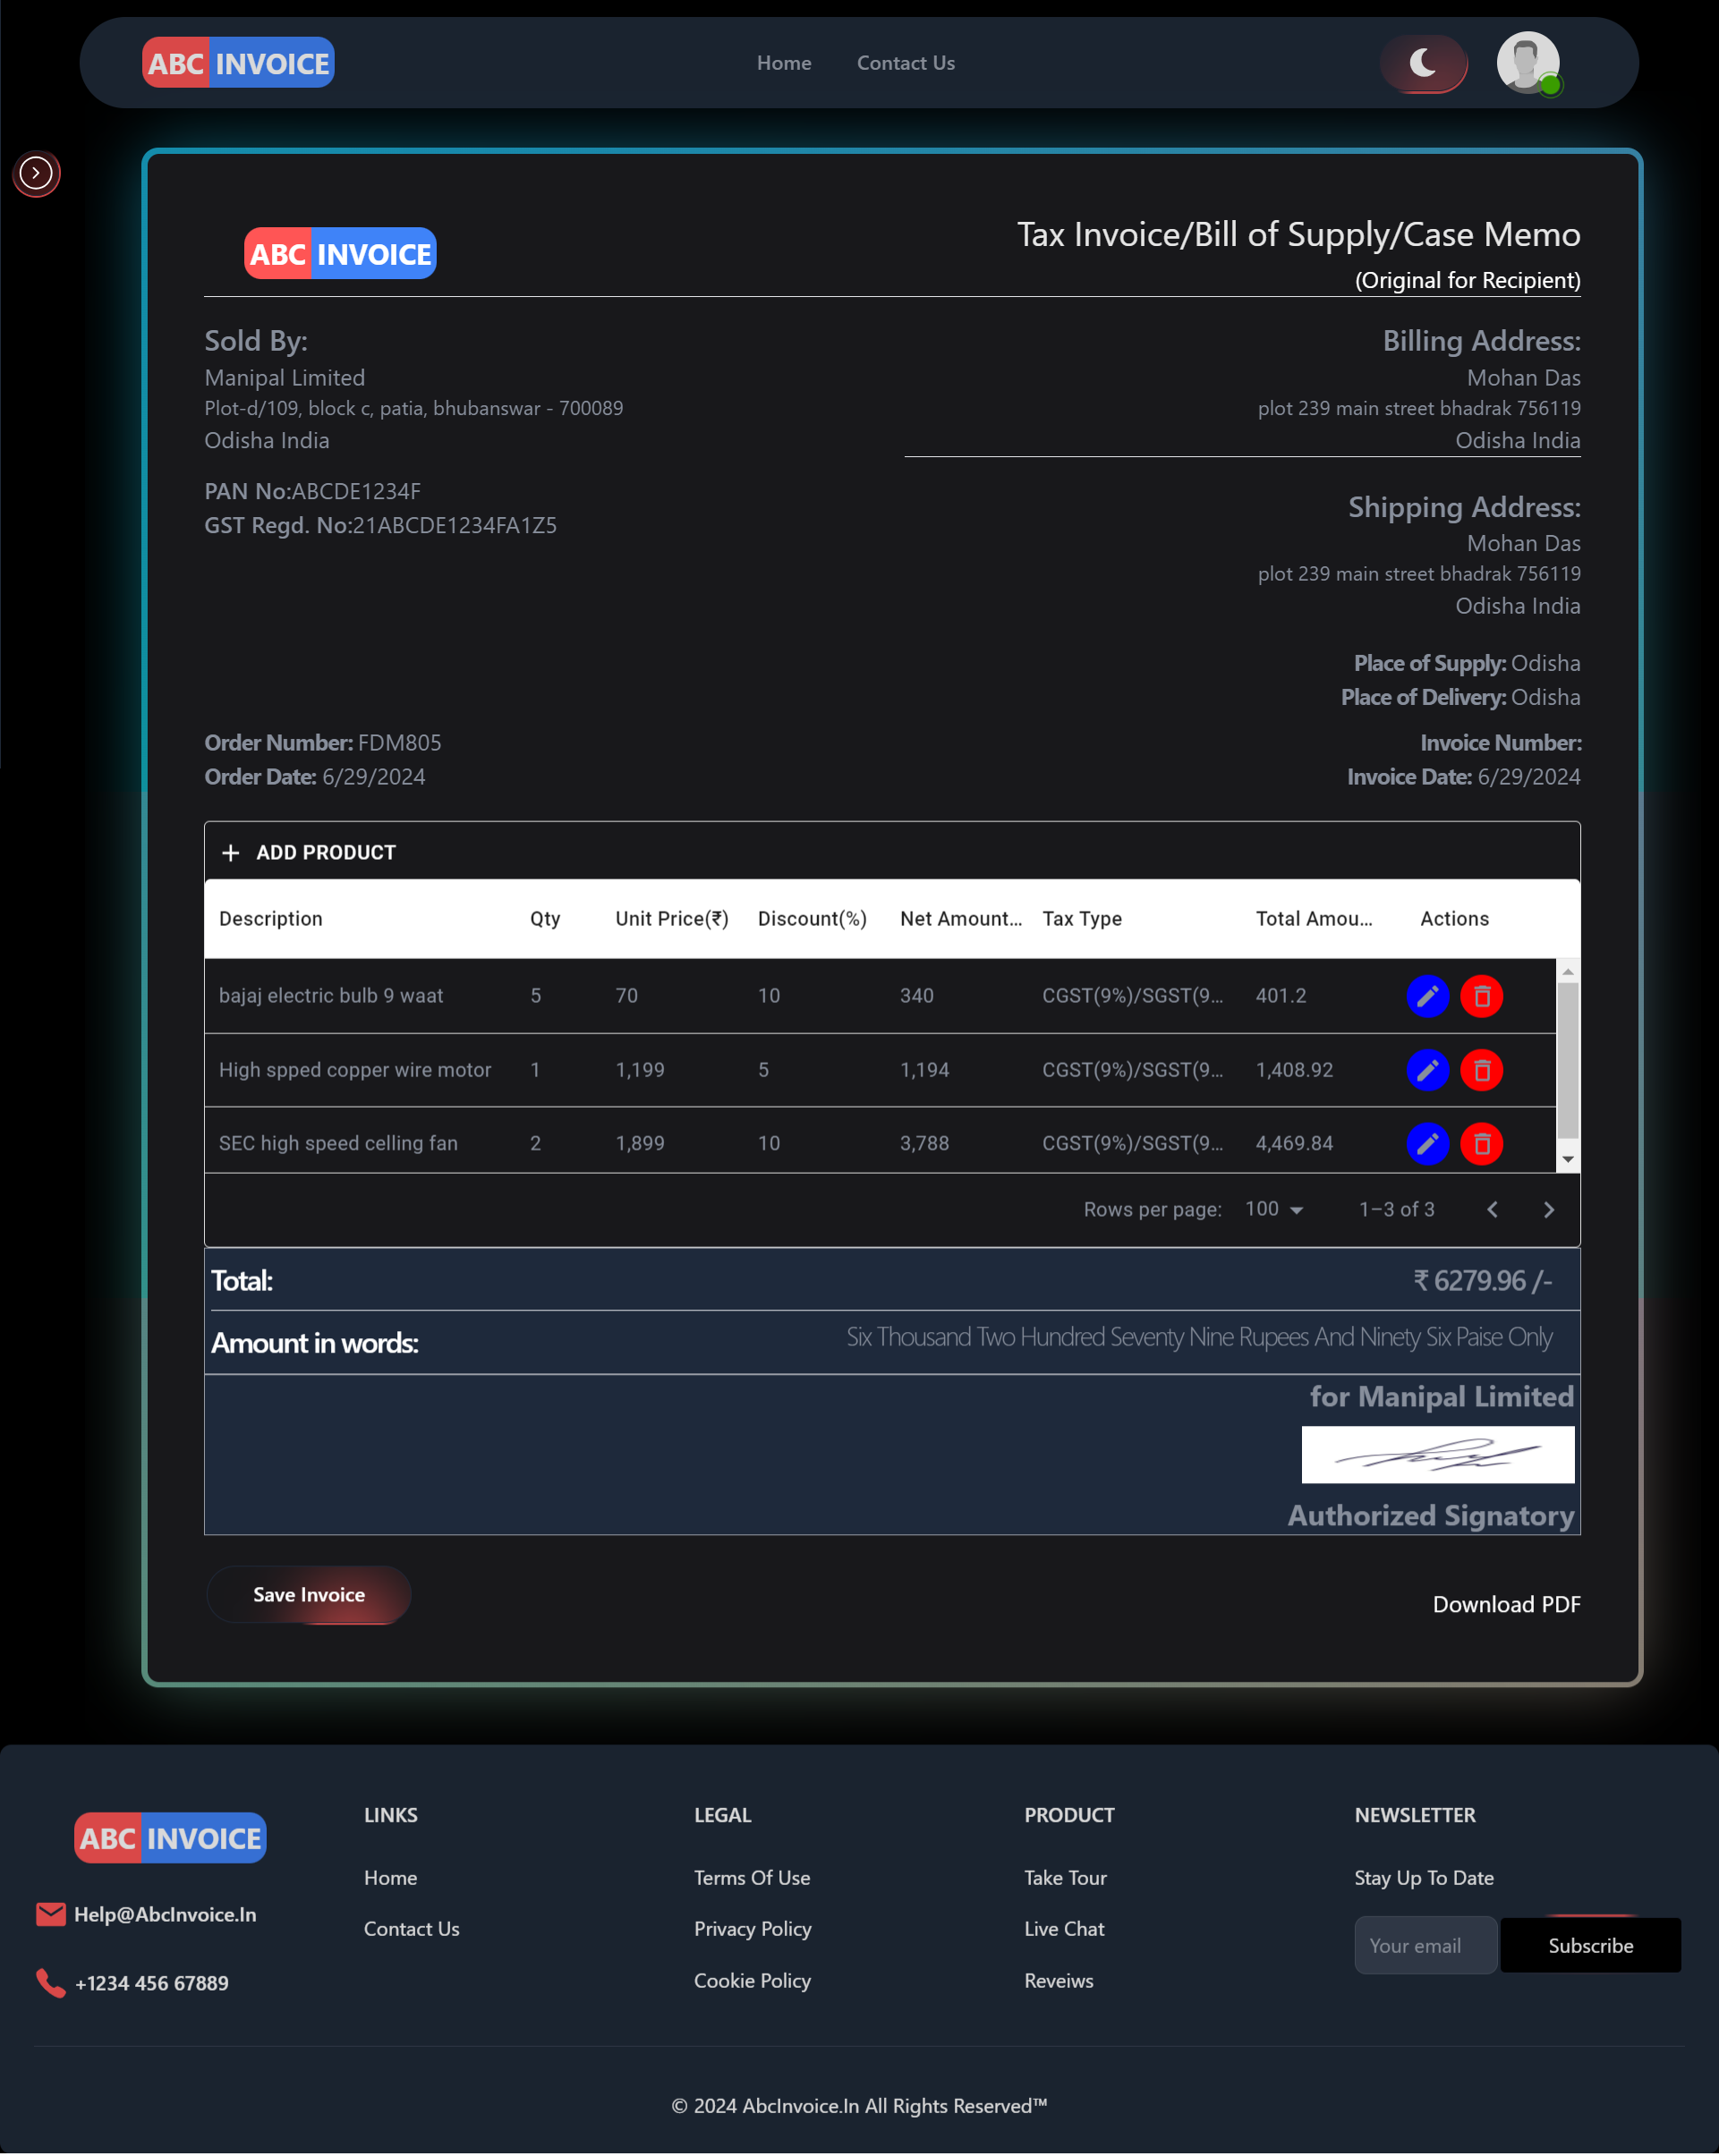 ABC INVOICE
Home Contact Us
ABC INVOICE
Tax Invoice/Bill of Supply/Case Memo
(Original for Recipient)
Sold By:
Manipal Limited
Plot-d/109, block c, patia, bhubanswar - 700089
Odisha India
PAN No:ABCDE1234F
GST Regd. No:21ABCDE1234FA1Z5
Billing Address:
Mohan Das
plot 239 main street bhadrak 756119
Odisha India
Shipping Address:
Mohan Das
plot 239 main street bhadrak 756119
Odisha India
Place of Supply: Odisha
Place of Delivery: Odisha
Order Number: FDM805
Order Date: 6/29/2024
Invoice Number:
Invoice Date: 6/29/2024
ADD PRODUCT
Description Qty Unit Price(₹) Discount(%) Net Amount... Tax Type Total Amou... Actions
bajaj electric bulb 9 waat 5 70 10 340 CGST(9%)/SGST(9... 401.2
High spped copper wire motor 1 1,199 5 1,194 CGST(9%)/SGST(9... 1,408.92
SEC high speed celling fan 2 1,899 10 3,788 CGST(9%)/SGST(9... 4,469.84
Rows per page: 100 1–3 of 3
Total: ₹ 6279.96 /-
Amount in words: Six Thousand Two Hundred Seventy Nine Rupees And Ninety Six Paise Only
for Manipal Limited
Authorized Signatory
Save Invoice
Download PDF
ABC INVOICE
Help@AbcInvoice.In
+1234 456 67889
LINKS
Home
Contact Us
LEGAL
Terms Of Use
Privacy Policy
Cookie Policy
PRODUCT
Take Tour
Live Chat
Reveiws
NEWSLETTER
Stay Up To Date
Your email Subscribe
© 2024 AbcInvoice.In All Rights Reserved™